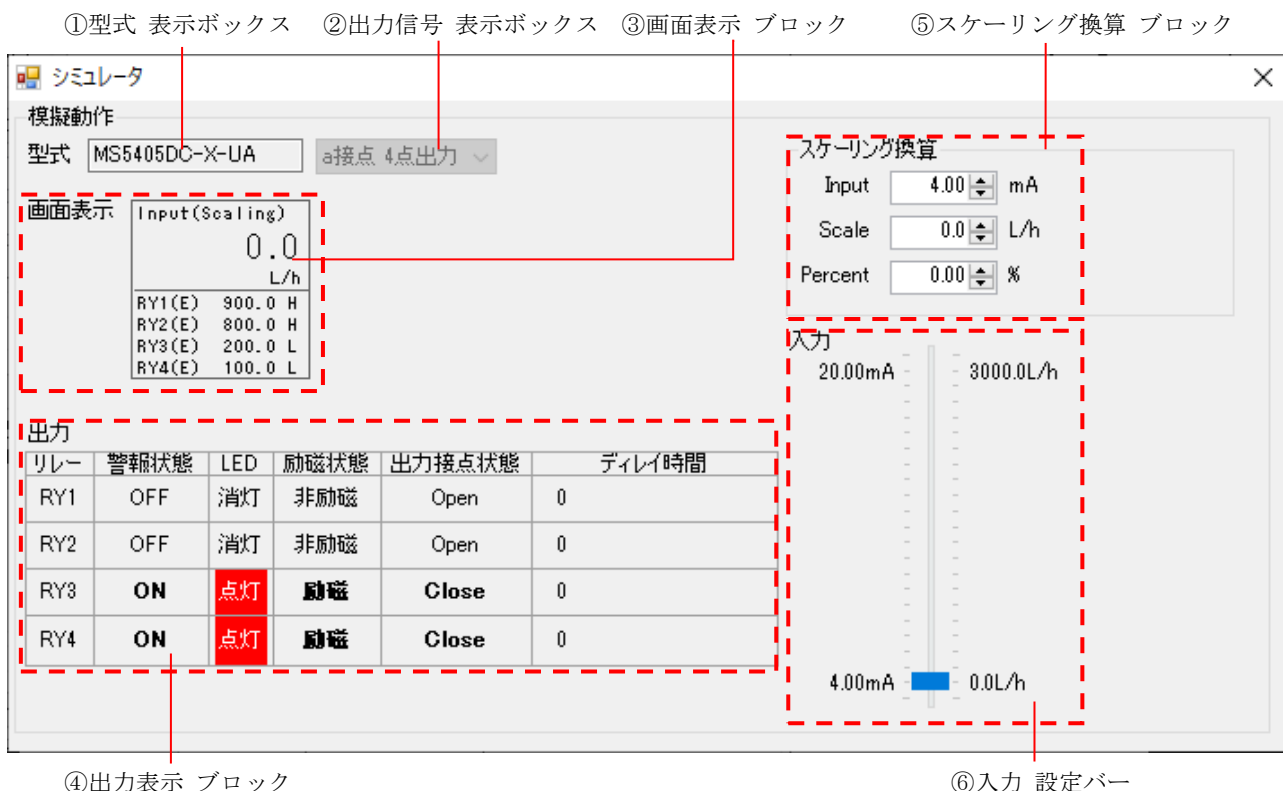 ①型式 表示ボックス ②出力信号 表示ボックス ③画面表示 ブロック ⑤スケーリング換算 ブロック
シミュレータ
模擬動作
型式 MS5405DC-X-UA a接点 4点出力
スケーリング換算
Input 4.00 mA
Scale 0.0 L/h
Percent 0.00 %
画面表示
Input(Scaling)
0.0
L/h
RY1(E) 900.0 H
RY2(E) 800.0 H
RY3(E) 200.0 L
RY4(E) 100.0 L
入力
20.00mA 3000.0L/h
4.00mA 0.0L/h
出力
リレー 警報状態 LED 励磁状態 出力接点状態 ディレイ時間
RY1 OFF 消灯 非励磁 Open 0
RY2 OFF 消灯 非励磁 Open 0
RY3 ON 点灯 励磁 Close 0
RY4 ON 点灯 励磁 Close 0
④出力表示 ブロック ⑥入力 設定バー